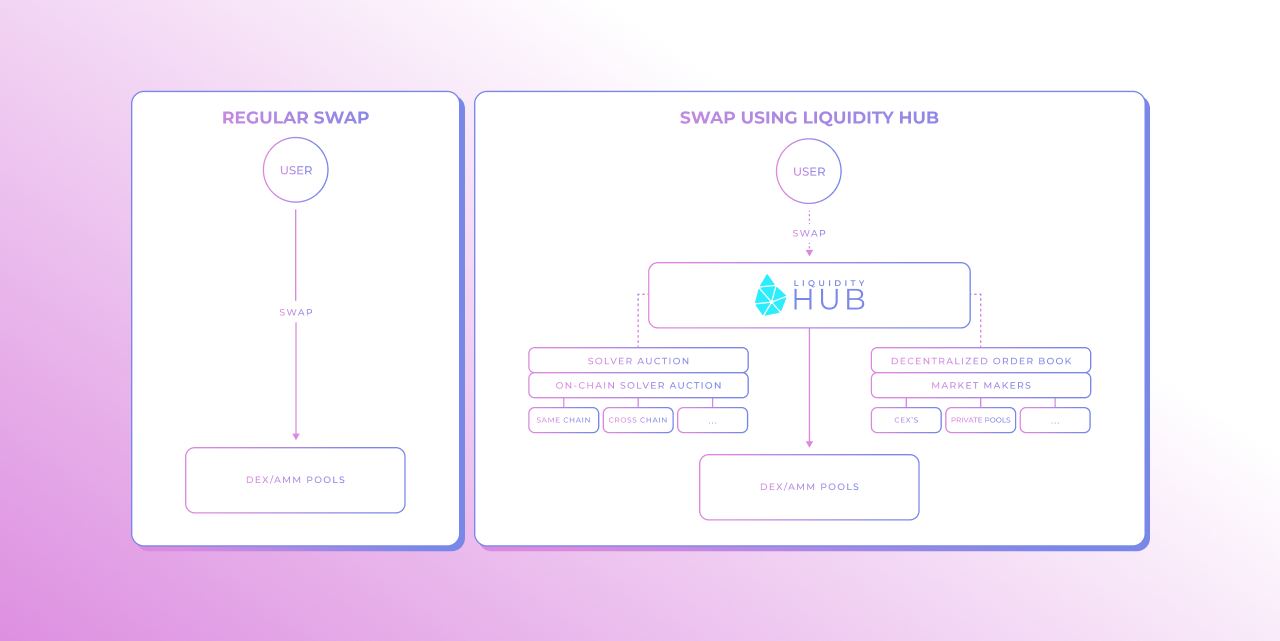 REGULAR SWAP
USER
SWAP
DEX/AMM POOLS
SWAP USING LIQUIDITY HUB
USER
SWAP
LIQUIDITY
HUB
SOLVER AUCTION
ON-CHAIN SOLVER AUCTION
SAME CHAIN
CROSS CHAIN
...
DECENTRALIZED ORDER BOOK
MARKET MAKERS
CEX'S
PRIVATE POOLS
...
DEX/AMM POOLS